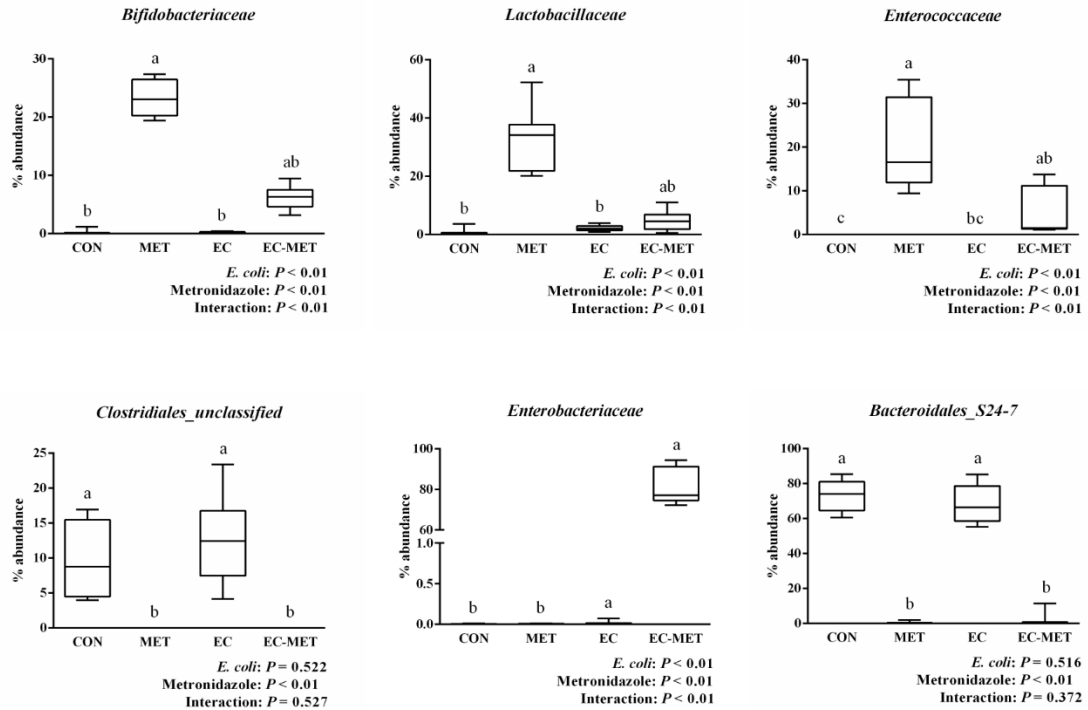 Bifidobacteriaceae
% abundance
30
20
10
0
b
a
b
ab
CON MET EC EC-MET
E. coli: P < 0.01
Metronidazole: P < 0.01
Interaction: P < 0.01
Lactobacillaceae
% abundance
60
40
20
0
b
a
b
ab
CON MET EC EC-MET
E. coli: P < 0.01
Metronidazole: P < 0.01
Interaction: P < 0.01
Enterococcaceae
% abundance
40
30
20
10
0
c
a
bc
ab
CON MET EC EC-MET
E. coli: P < 0.01
Metronidazole: P < 0.01
Interaction: P < 0.01
Clostridiales_unclassified
% abundance
25
20
15
10
5
0
a
b
a
b
CON MET EC EC-MET
E. coli: P = 0.522
Metronidazole: P < 0.01
Interaction: P = 0.527
Enterobacteriaceae
% abundance
100
80
60
1.0
0.5
0.0
b
b
a
a
CON MET EC EC-MET
E. coli: P < 0.01
Metronidazole: P < 0.01
Interaction: P < 0.01
Bacteroidales_S24-7
% abundance
100
80
60
40
20
0
a
b
a
b
CON MET EC EC-MET
E. coli: P = 0.516
Metronidazole: P < 0.01
Interaction: P = 0.372